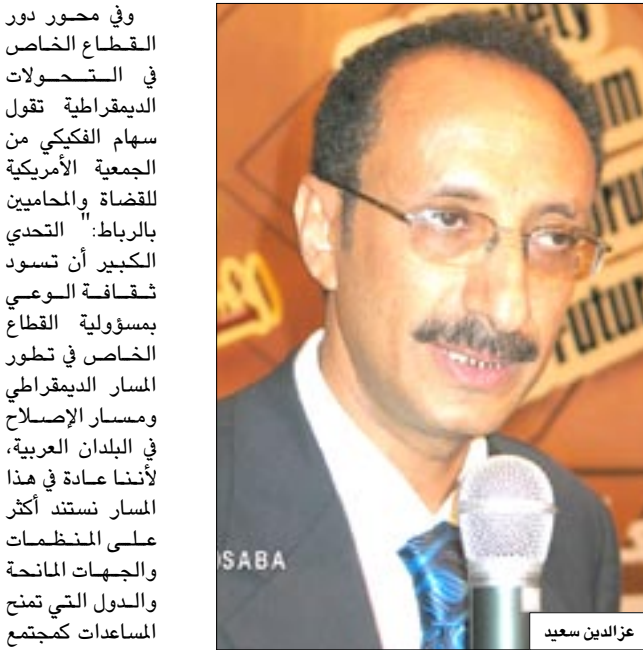 وفي محور دور
القطاع الخاص
في التحولات
الديمقراطية تقول
سهام الفكيكي من
الجمعية الأمريكية
للقضاة والمحاميين
بالرباط:" التحدي
الكبير أن تسود
ثقافة الوعي
بمسؤولية القطاع
الخاص في تطور
المسار الديمقراطي
ومسار الإصلاح
في البلدان العربية،
لأننا عادة في هذا
المسار نستند أكثر
على المنظمات
والجهات المانحة
والدول التي تمنح
المساعدات كمجتمع
SABA
عزالدين سعيد